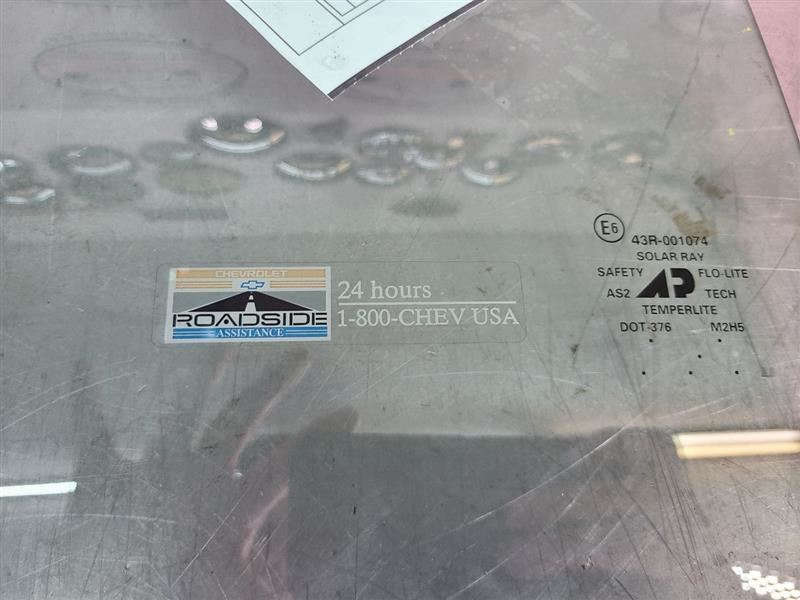 CHEVROLET
ROADSIDE
ASSISTANCE
24 hours
1-800-CHEV USA
E6
43R-001074
SOLAR RAY
SAFETY AP FLO-LITE
AS2 TECH
TEMPERLITE
DOT-376 M2H5